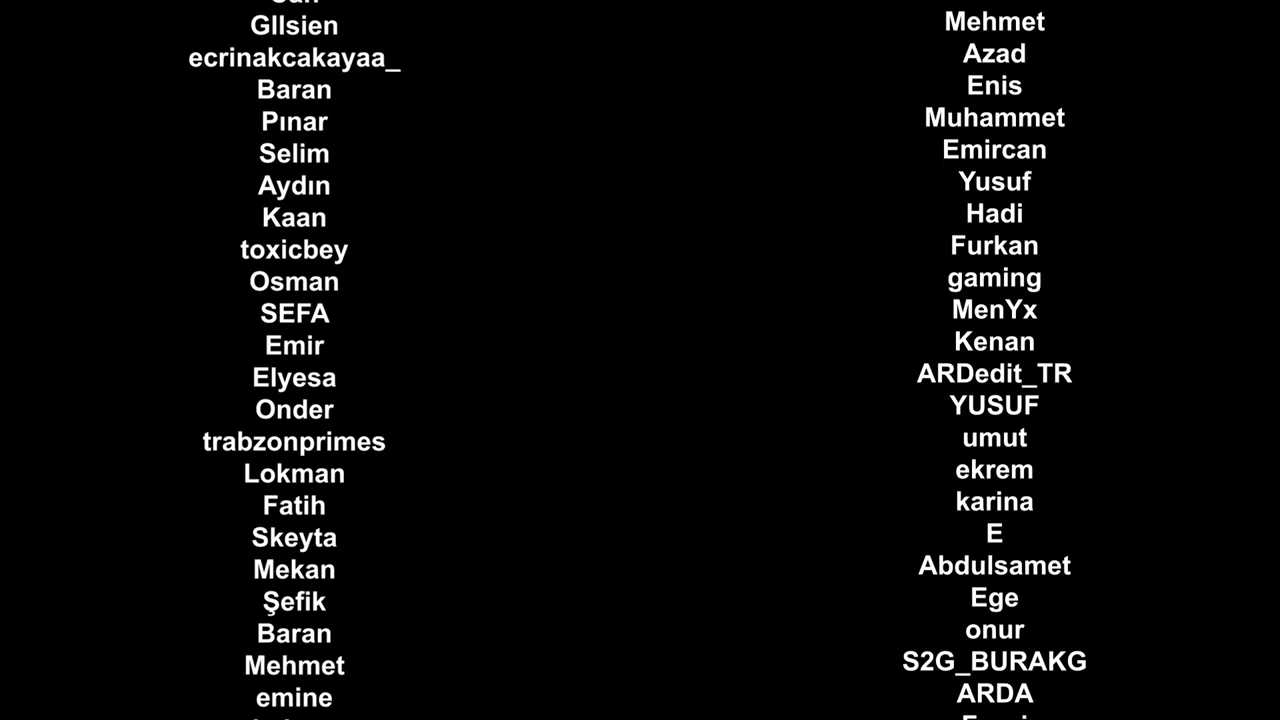 Gllsien
ecrinakcakayaa_
Baran
Pınar
Selim
Aydın
Kaan
toxicbey
Osman
SEFA
Emir
Elyesa
Onder
trabzonprimes
Lokman
Fatih
Skeyta
Mekan
Şefik
Baran
Mehmet
emine
Mehmet
Azad
Enis
Muhammet
Emircan
Yusuf
Hadi
Furkan
gaming
MenYx
Kenan
ARDedit_TR
YUSUF
umut
ekrem
karina
E
Abdulsamet
Ege
onur
S2G_BURAKG
ARDA